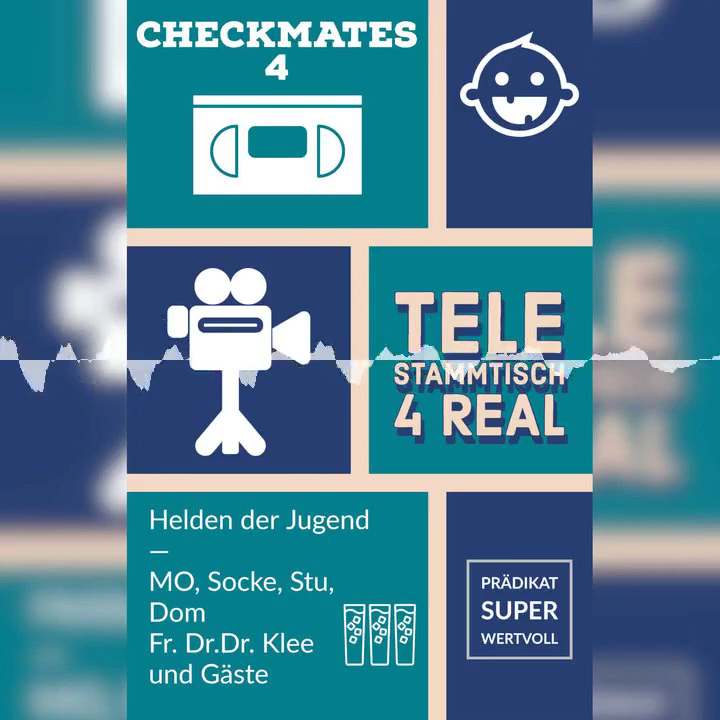 CHECKMATES
4
TELE
STAMMTISCH
4 REAL
Helden der Jugend
—
MO, Socke, Stu,
Dom
Fr. Dr.Dr. Klee
und Gäste
PRÄDIKAT
SUPER
WERTVOLL